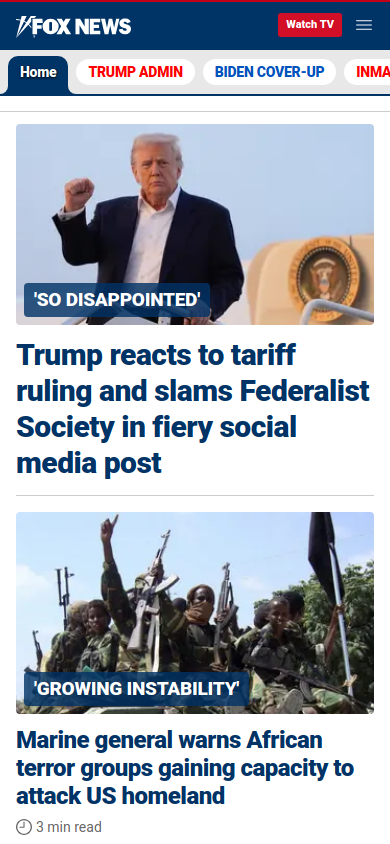 FOX NEWS
Watch TV
Home
TRUMP ADMIN
BIDEN COVER-UP
INMA
'SO DISAPPOINTED'
Trump reacts to tariff
ruling and slams Federalist
Society in fiery social
media post
'GROWING INSTABILITY'
Marine general warns African
terror groups gaining capacity to
attack US homeland
3 min read